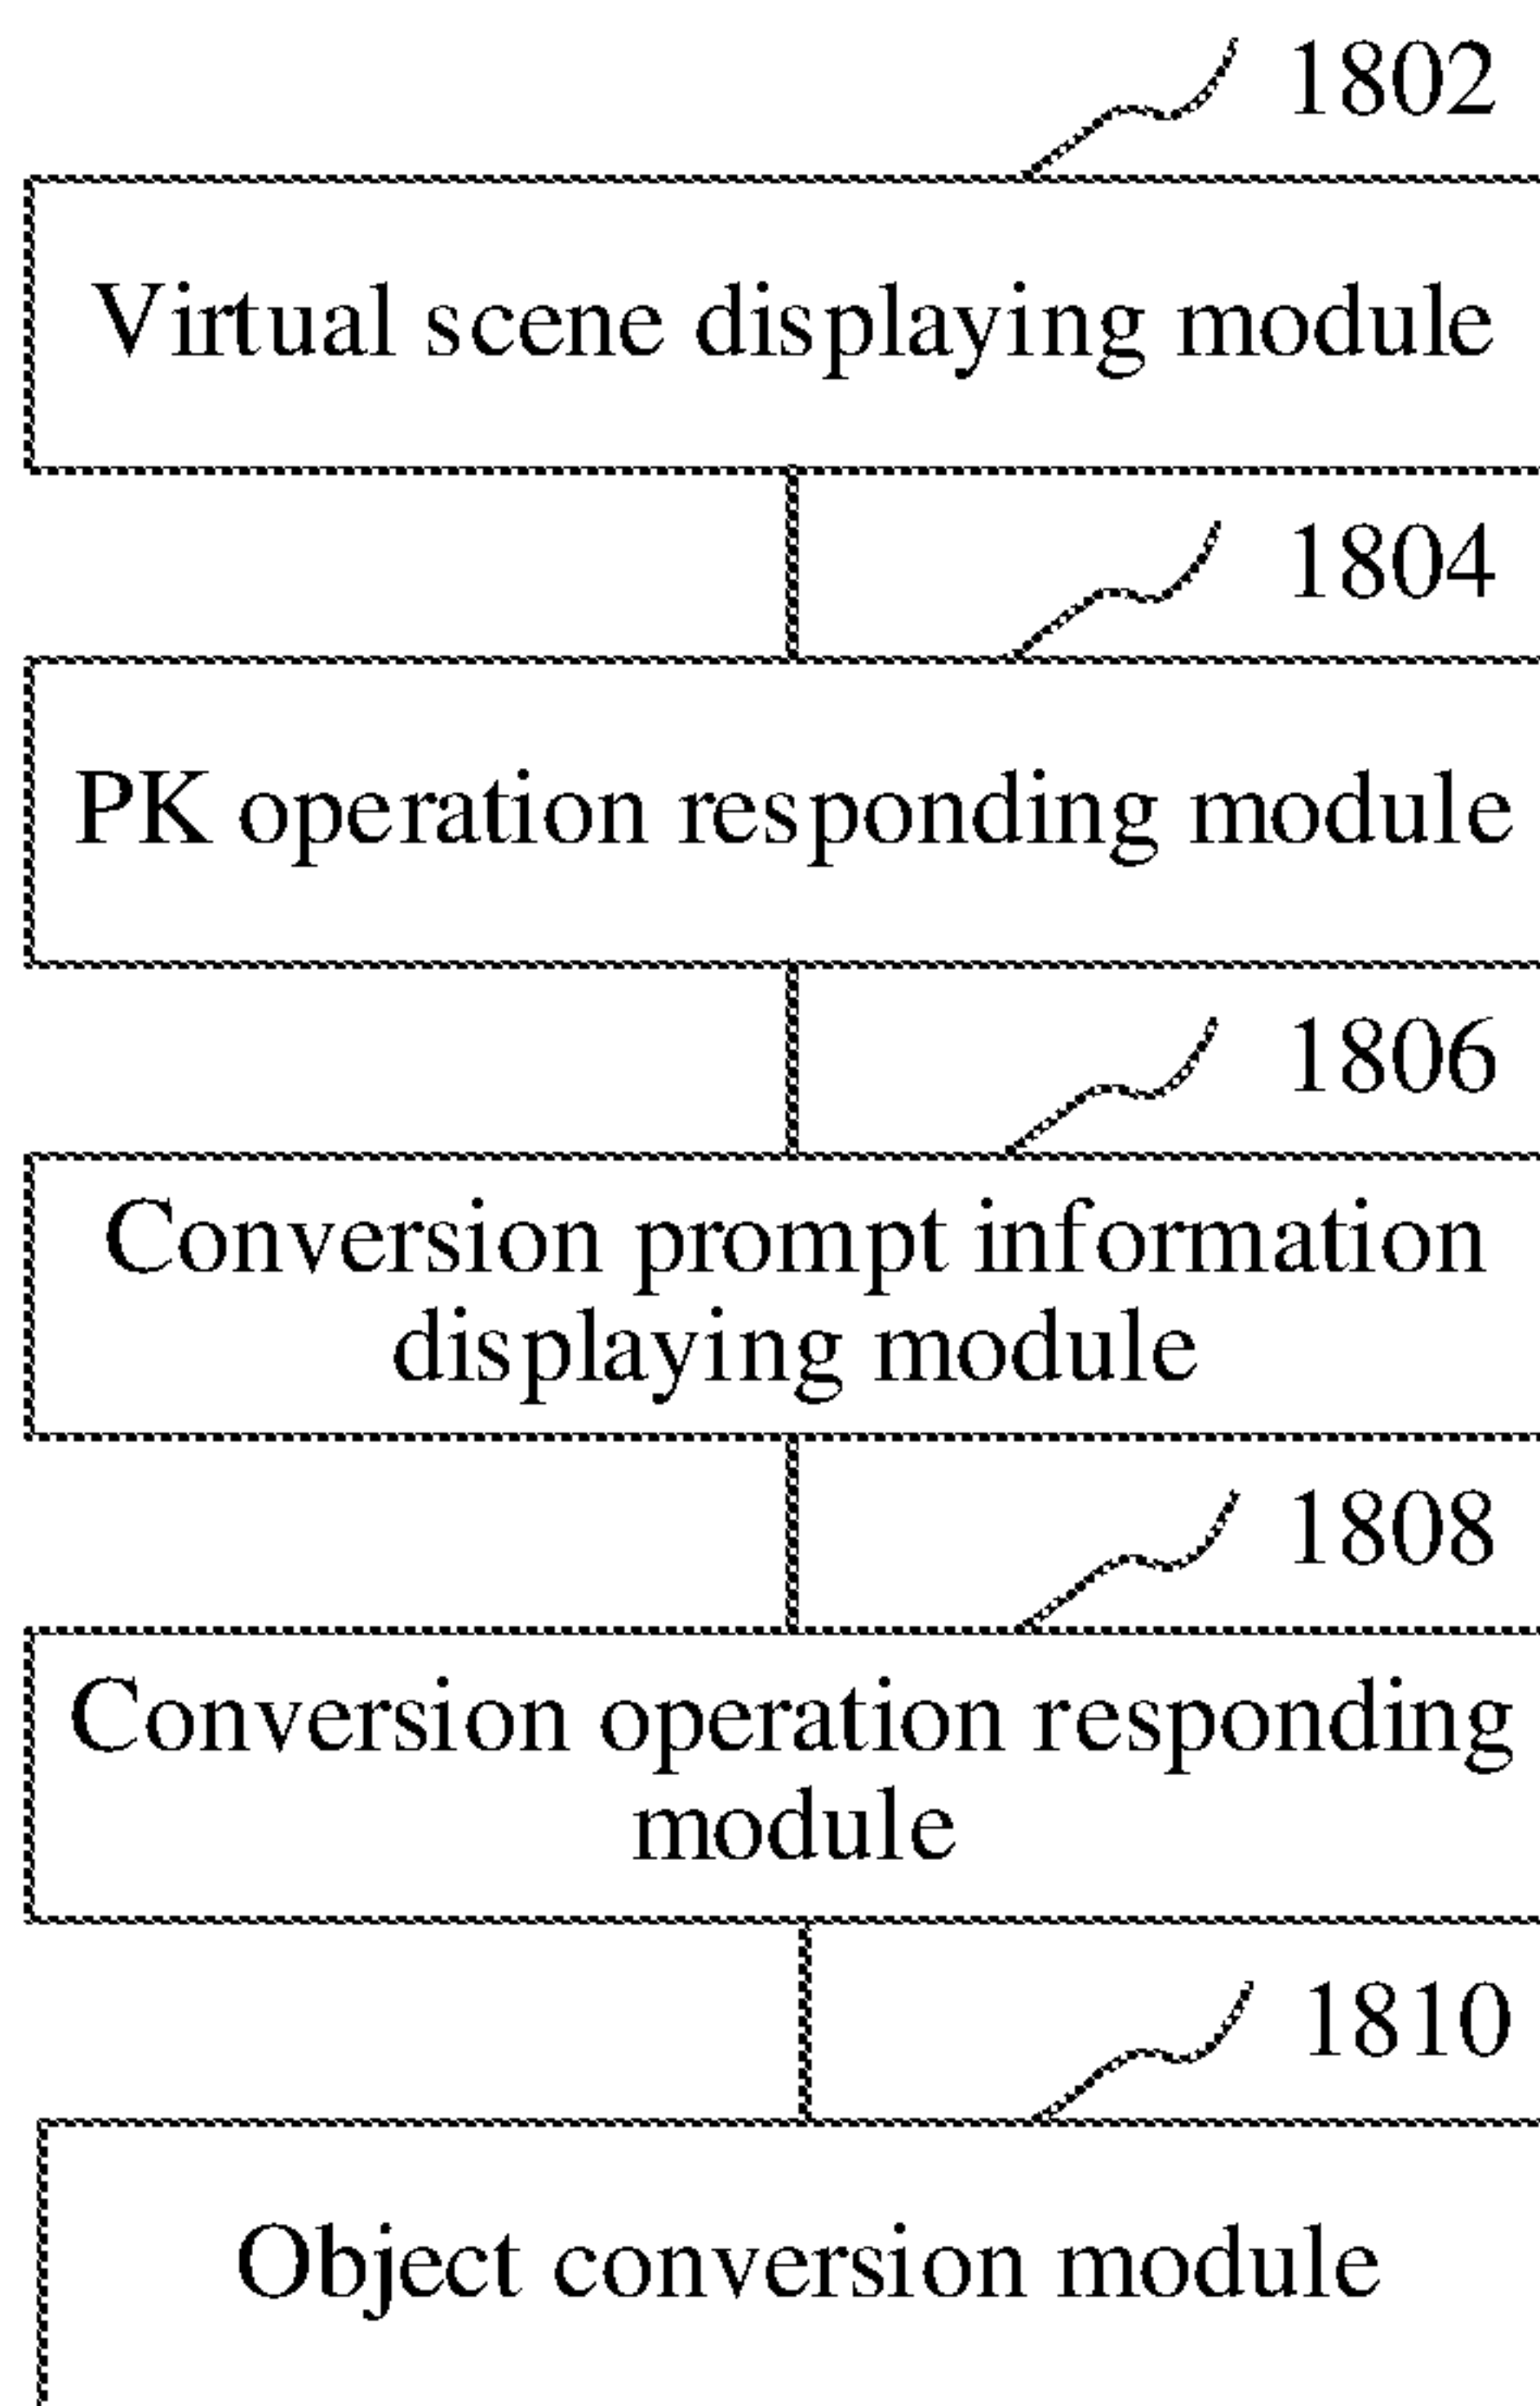 1802
Virtual scene displaying module
1804
PK operation responding module
1806
Conversion prompt information
displaying module
1808
Conversion operation responding
module
1810
Object conversion module